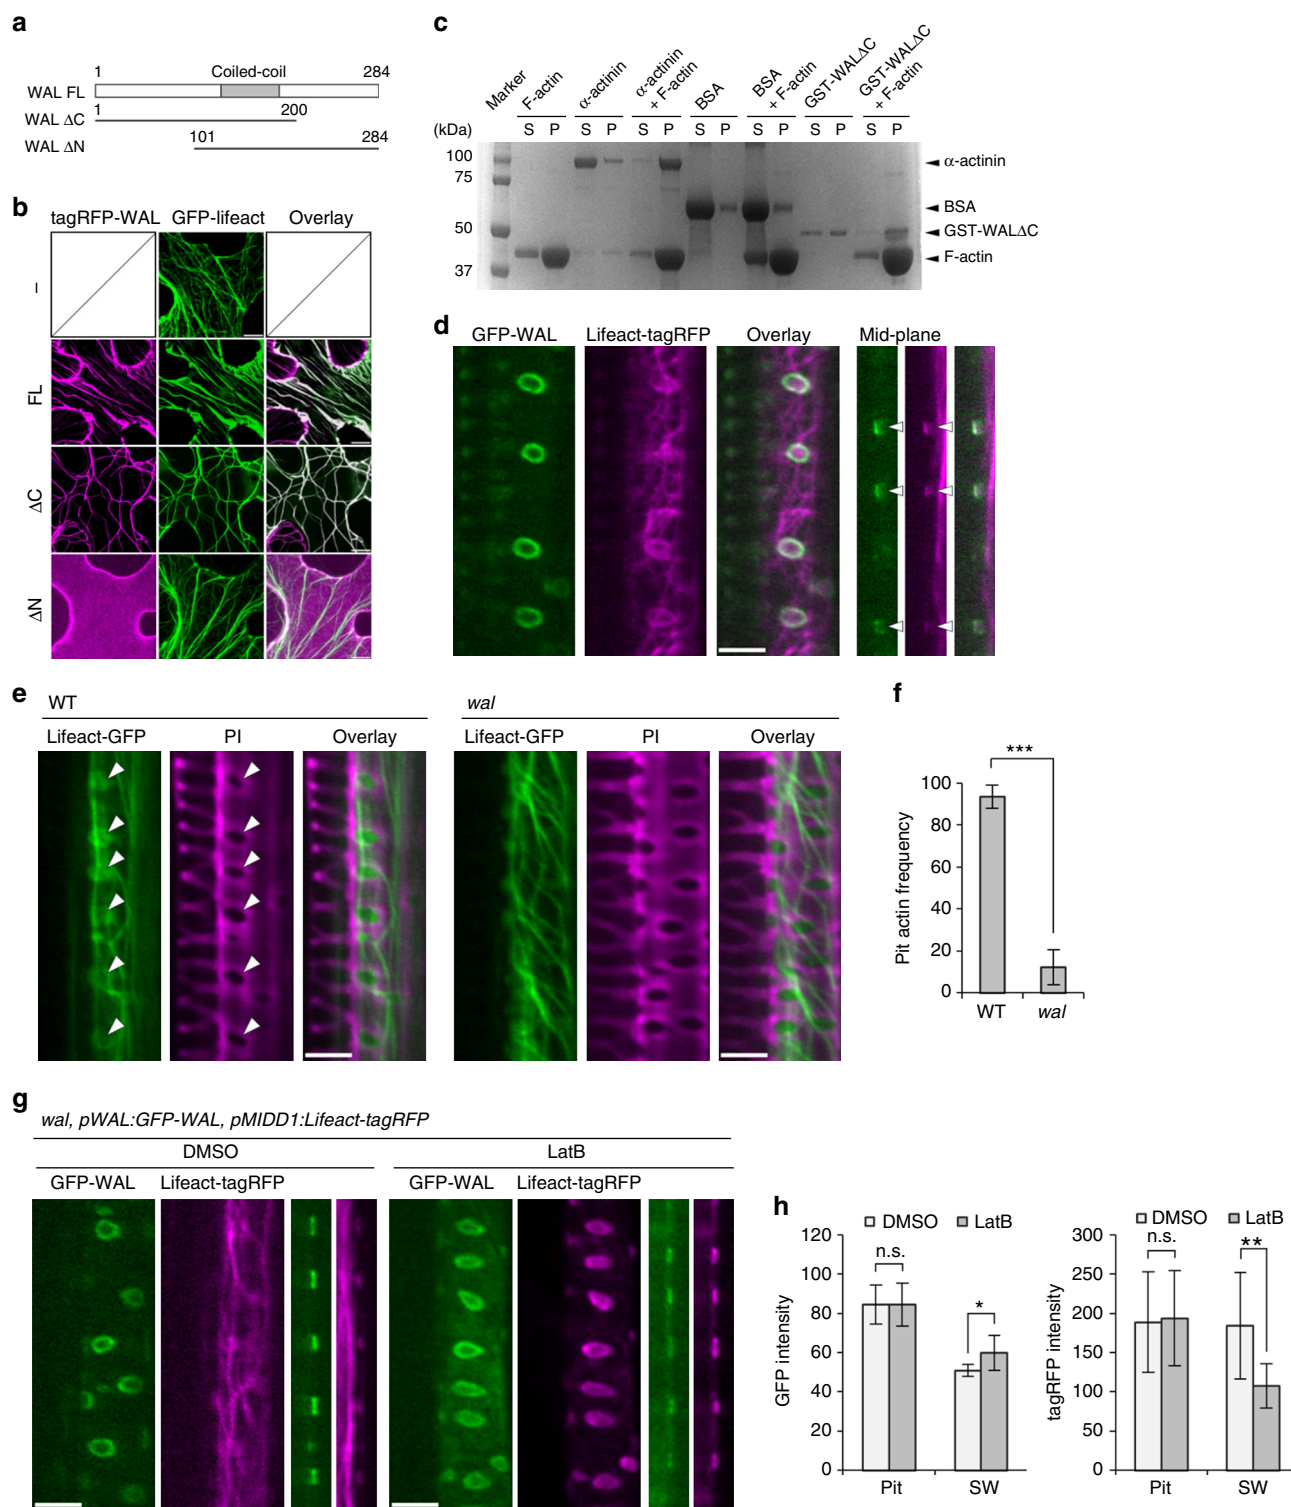 a
1 Coiled-coil 284
WAL FL
1 200
WAL ΔC
101 284
WAL ΔN
b
tagRFP-WAL GFP-lifeact Overlay
–
FL
ΔC
ΔN
c
Marker F-actin α-actinin α-actinin + F-actin BSA BSA + F-actin GST-WALΔC GST-WALΔC + F-actin
(kDa) S P S P S P S P S P S P S P
100
75
50
37
α-actinin
BSA
GST-WALΔC
F-actin
d
GFP-WAL Lifeact-tagRFP Overlay Mid-plane
e
WT
Lifeact-GFP PI Overlay
wal
Lifeact-GFP PI Overlay
f
***
Pit actin frequency
100
80
60
40
20
0
WT wal
g
wal, pWAL:GFP-WAL, pMIDD1:Lifeact-tagRFP
DMSO LatB
GFP-WAL Lifeact-tagRFP GFP-WAL Lifeact-tagRFP
h
DMSO LatB
n.s.
*
GFP intensity
120
100
80
60
40
20
0
Pit SW
DMSO LatB
n.s.
**
tagRFP intensity
300
250
200
150
100
50
0
Pit SW